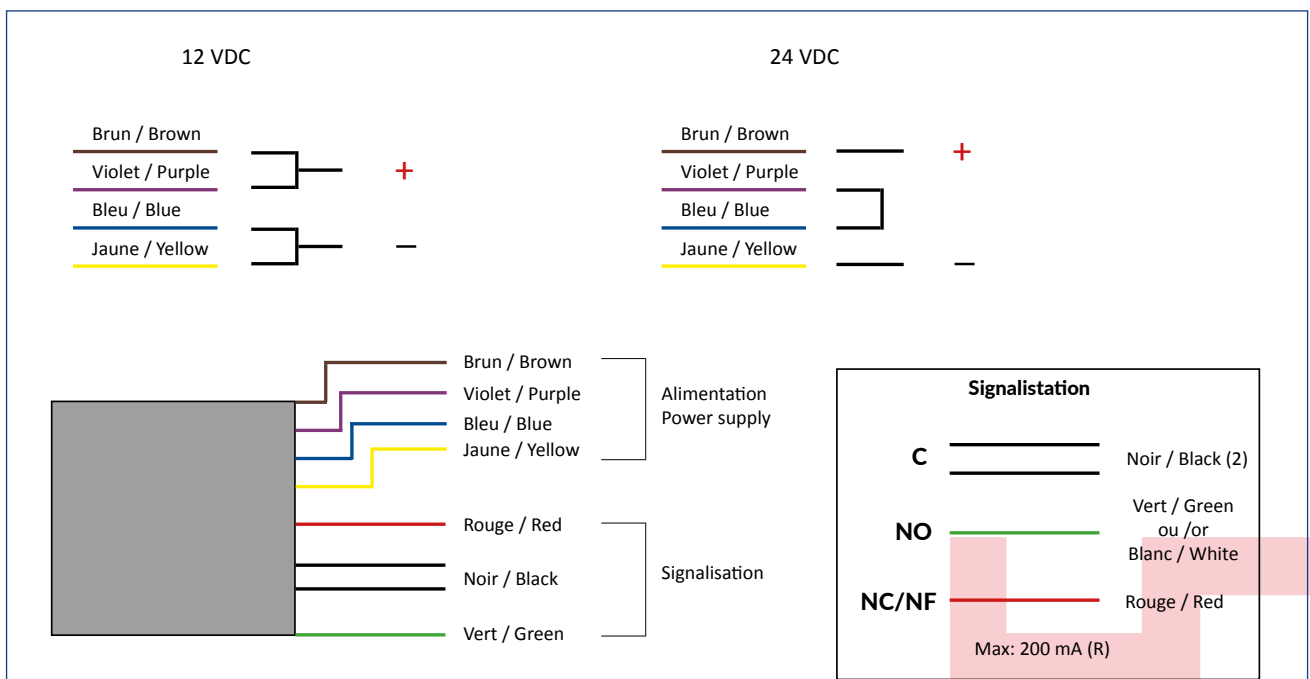 12 VDC
Brun / Brown
Violet / Purple
Bleu / Blue
Jaune / Yellow
+
−
24 VDC
Brun / Brown
Violet / Purple
Bleu / Blue
Jaune / Yellow
+
−
Brun / Brown
Violet / Purple
Bleu / Blue
Jaune / Yellow
Alimentation
Power supply
Rouge / Red
Noir / Black
Vert / Green
Signalisation
Signalistation
C
Noir / Black (2)
NO
Vert / Green
ou /or
Blanc / White
NC/NF
Rouge / Red
Max: 200 mA (R)